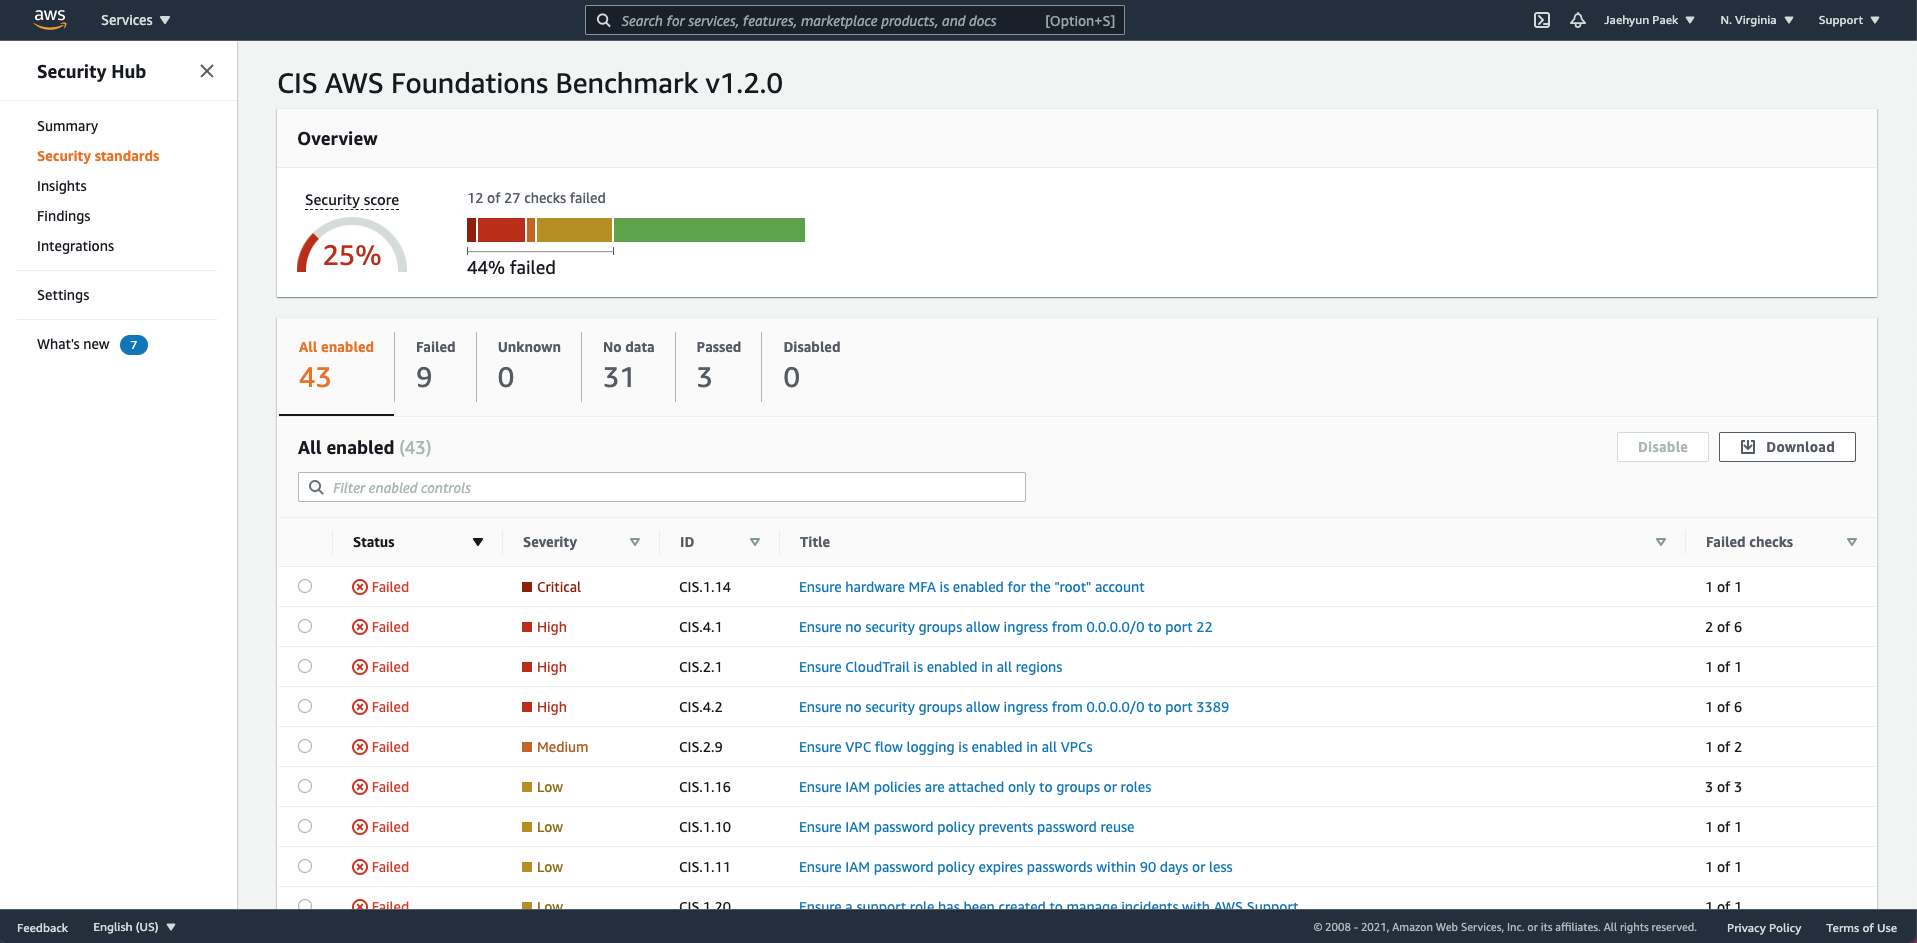 aws Services Search for services, features, marketplace products, and docs [Option+S] Jaehyun Paek N. Virginia Support
Security Hub
Summary
Security standards
Insights
Findings
Integrations
Settings
What's new 7
CIS AWS Foundations Benchmark v1.2.0
Overview
Security score
25%
12 of 27 checks failed
44% failed
All enabled Failed Unknown No data Passed Disabled
43 9 0 31 3 0
All enabled (43) Disable Download
Filter enabled controls
Status Severity ID Title Failed checks
Failed Critical CIS.1.14 Ensure hardware MFA is enabled for the "root" account 1 of 1
Failed High CIS.4.1 Ensure no security groups allow ingress from 0.0.0.0/0 to port 22 2 of 6
Failed High CIS.2.1 Ensure CloudTrail is enabled in all regions 1 of 1
Failed High CIS.4.2 Ensure no security groups allow ingress from 0.0.0.0/0 to port 3389 1 of 6
Failed Medium CIS.2.9 Ensure VPC flow logging is enabled in all VPCs 1 of 2
Failed Low CIS.1.16 Ensure IAM policies are attached only to groups or roles 3 of 3
Failed Low CIS.1.10 Ensure IAM password policy prevents password reuse 1 of 1
Failed Low CIS.1.11 Ensure IAM password policy expires passwords within 90 days or less 1 of 1
Failed Low CIS.1.20 Ensure a support role has been created to manage incidents with AWS Support 1 of 1
Feedback English (US) © 2008 - 2021, Amazon Web Services, Inc. or its affiliates. All rights reserved. Privacy Policy Terms of Use